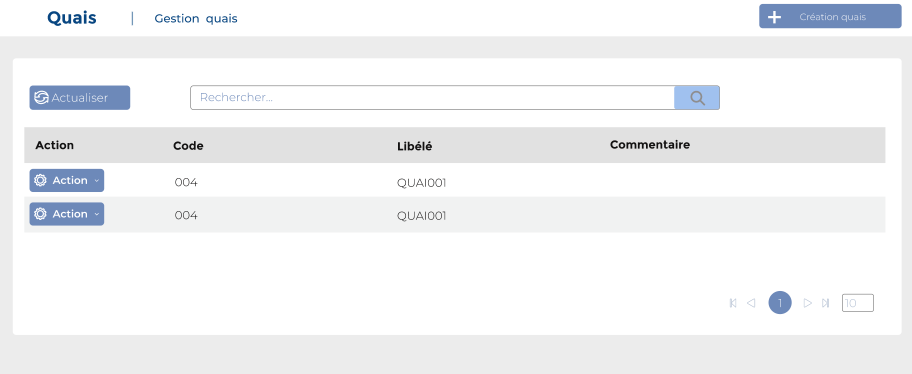 Quais | Gestion quais
Création quais
Actualiser
Rechercher...
Action Code Libélé Commentaire
Action 004 QUAI001
Action 004 QUAI001
1 10